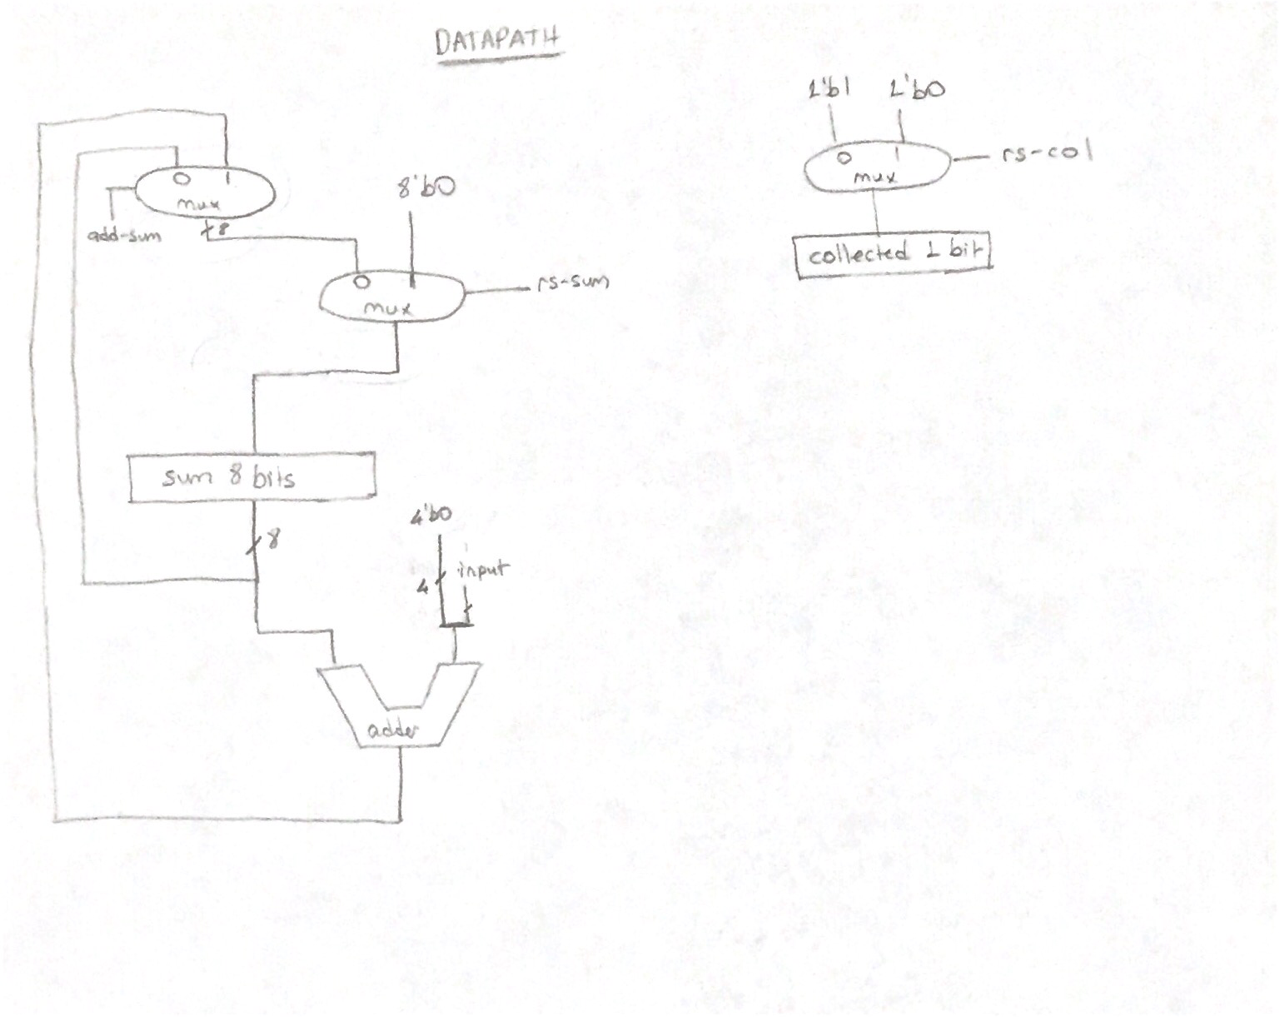 DATAPATH
1'b1 1'b0
0 1
mux
rs-col
collected 1 bit
0 1
mux
add-sum
8
8'b0
0 1
mux
rs-sum
sum 8 bits
8
4'b0
4
input
adder